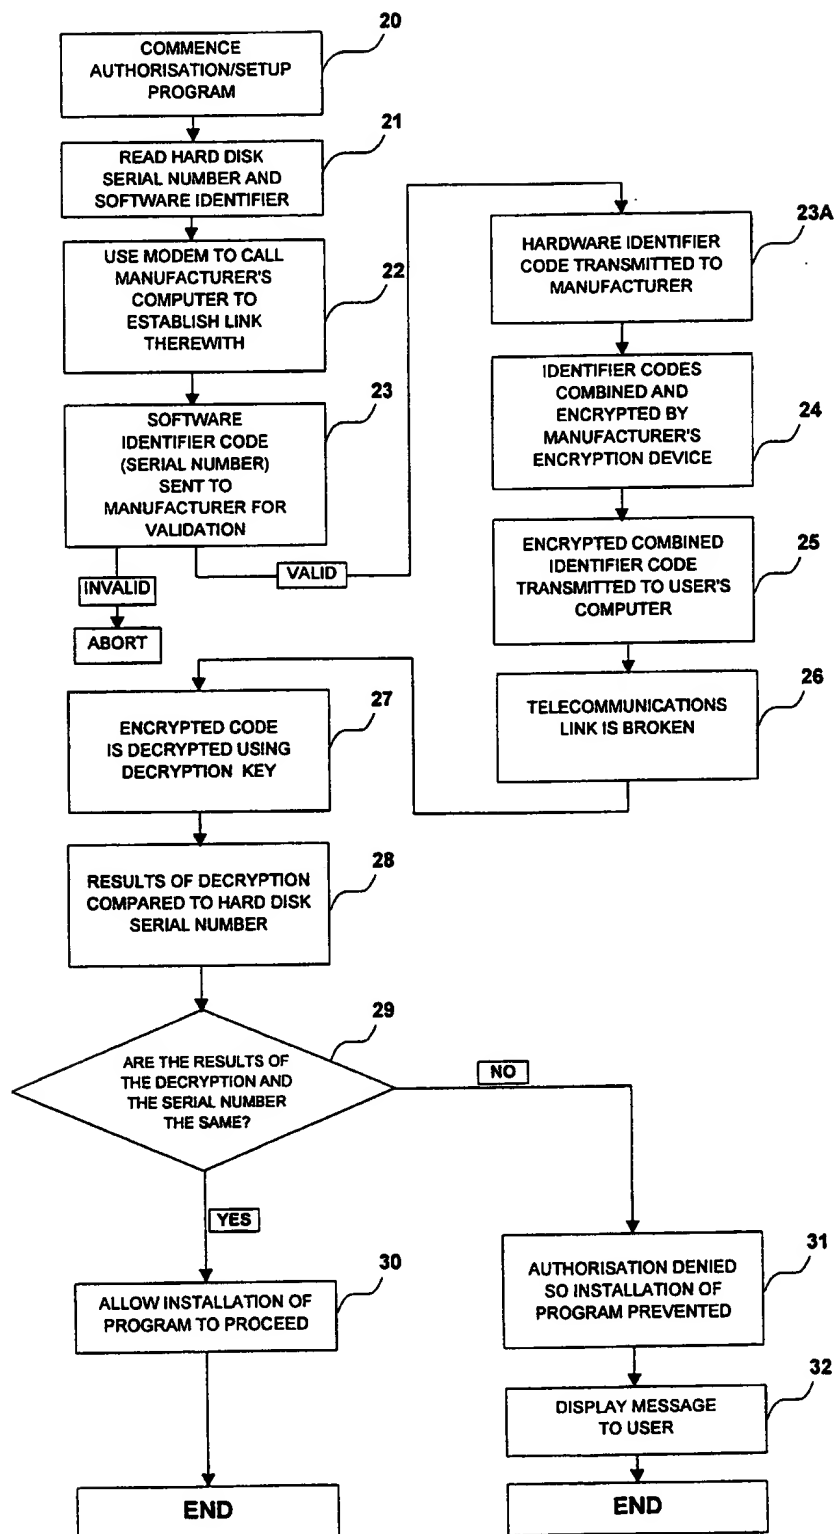 20
COMMENCE
AUTHORISATION/SETUP
PROGRAM
21
READ HARD DISK
SERIAL NUMBER AND
SOFTWARE IDENTIFIER
22
USE MODEM TO CALL
MANUFACTURER'S
COMPUTER TO
ESTABLISH LINK
THEREWITH
23
SOFTWARE
IDENTIFIER CODE
(SERIAL NUMBER)
SENT TO
MANUFACTURER FOR
VALIDATION
INVALID
ABORT
VALID
23A
HARDWARE IDENTIFIER
CODE TRANSMITTED TO
MANUFACTURER
24
IDENTIFIER CODES
COMBINED AND
ENCRYPTED BY
MANUFACTURER'S
ENCRYPTION DEVICE
25
ENCRYPTED COMBINED
IDENTIFIER CODE
TRANSMITTED TO USER'S
COMPUTER
26
TELECOMMUNICATIONS
LINK IS BROKEN
27
ENCRYPTED CODE
IS DECRYPTED USING
DECRYPTION KEY
28
RESULTS OF DECRYPTION
COMPARED TO HARD DISK
SERIAL NUMBER
29
ARE THE RESULTS OF
THE DECRYPTION AND
THE SERIAL NUMBER
THE SAME?
NO
YES
30
ALLOW INSTALLATION OF
PROGRAM TO PROCEED
END
31
AUTHORISATION DENIED
SO INSTALLATION OF
PROGRAM PREVENTED
32
DISPLAY MESSAGE
TO USER
END